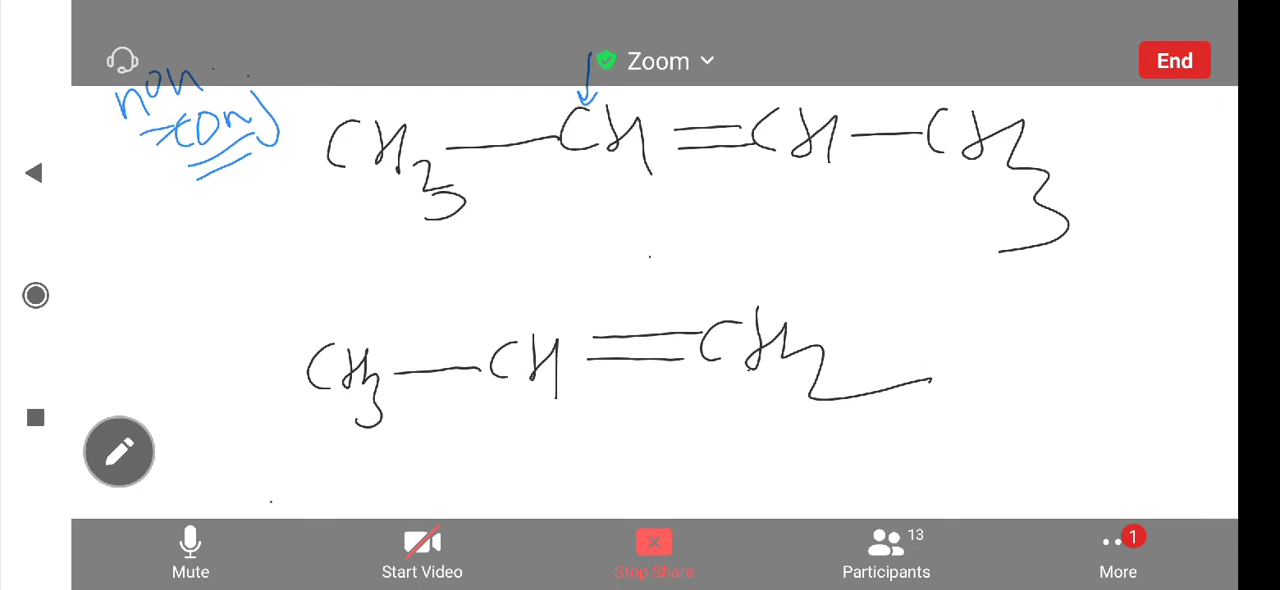 Zoom
End
non
-conj
CH3—CH=CH—CH3
CH3—CH=CH2
Mute
Start Video
Stop Share
13
Participants
1
More